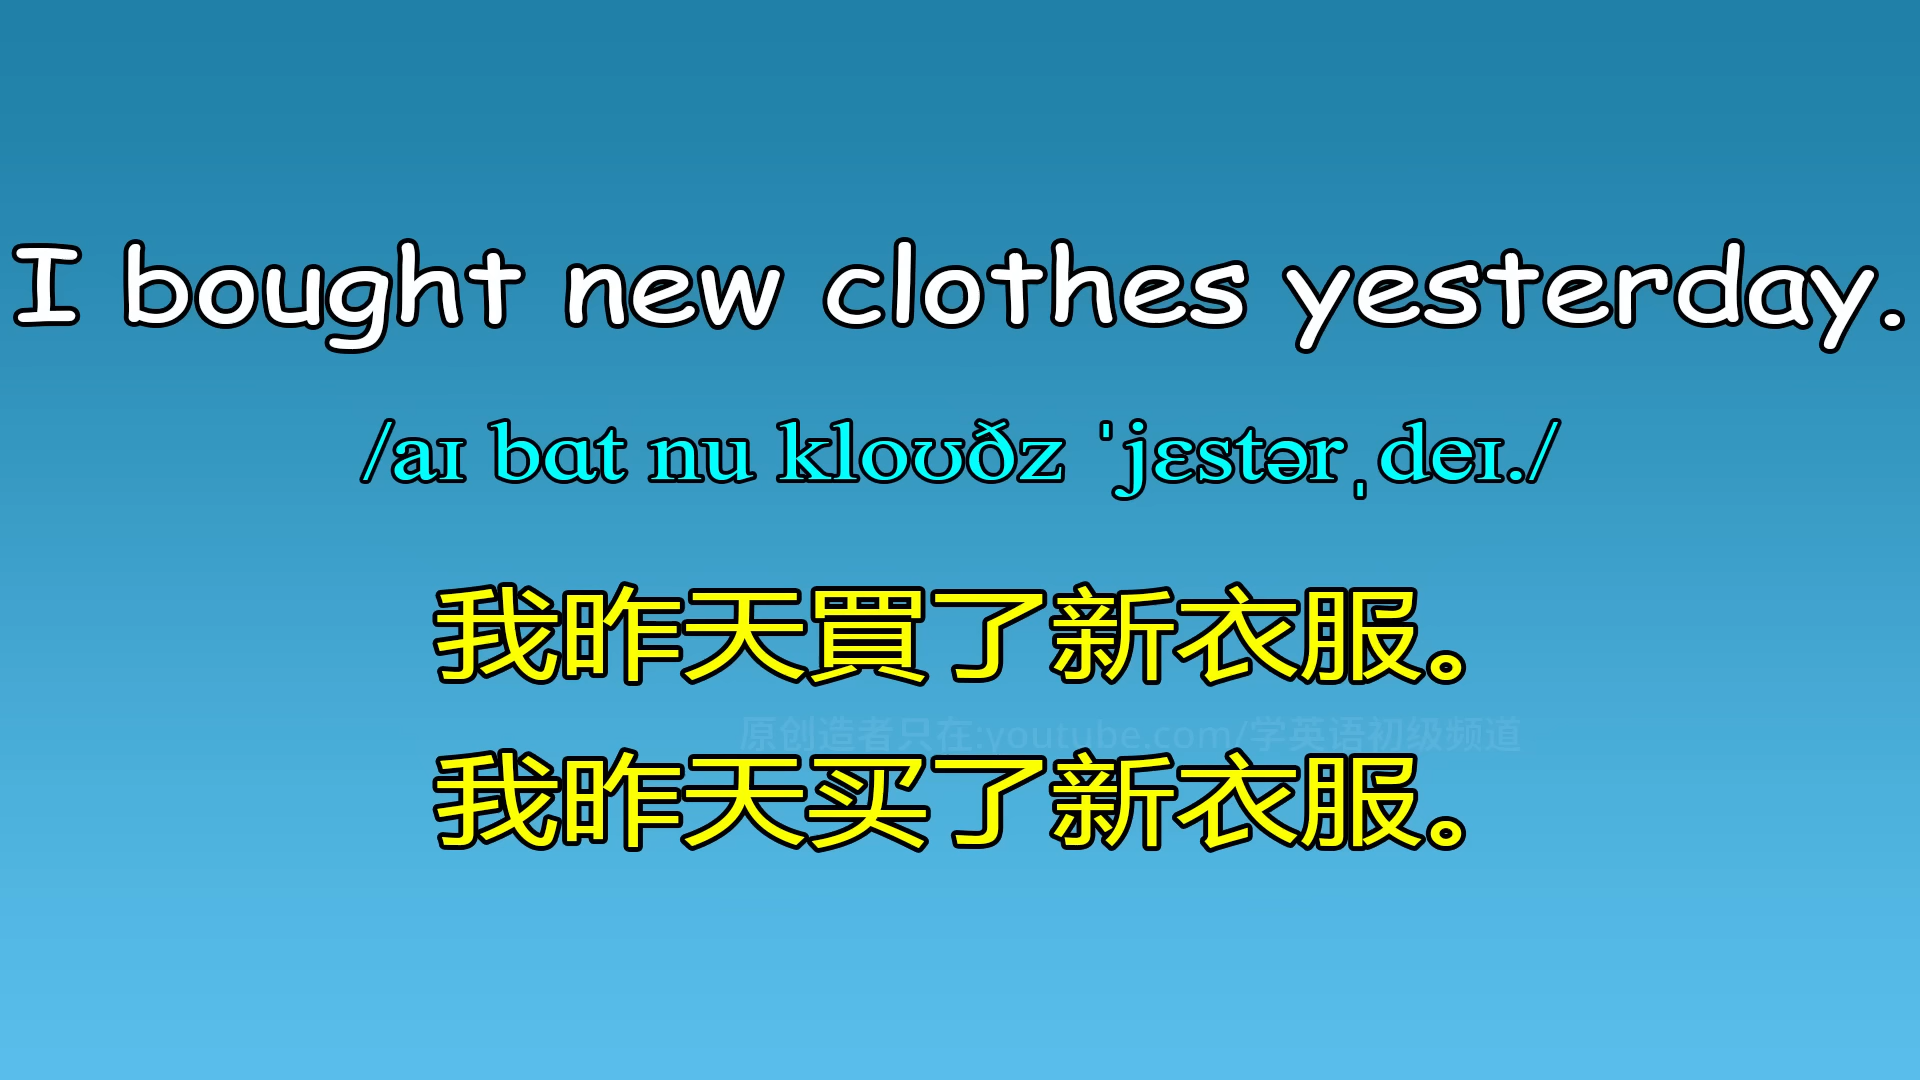 I bought new clothes yesterday.
/aɪ bɑt nu kloʊðz ˈjɛstərˌdeɪ./
我昨天買了新衣服。
原创造者只在:youtube.com/学英语初级频道
我昨天买了新衣服。